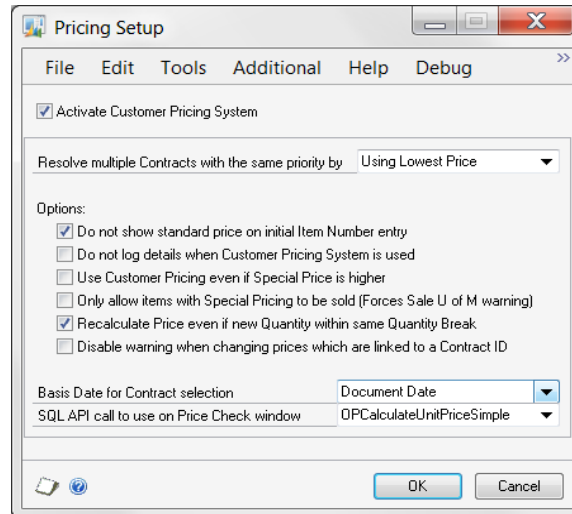 Pricing Setup
File Edit Tools Additional Help Debug
Activate Customer Pricing System
Resolve multiple Contracts with the same priority by Using Lowest Price
Options:
Do not show standard price on initial Item Number entry
Do not log details when Customer Pricing System is used
Use Customer Pricing even if Special Price is higher
Only allow items with Special Pricing to be sold (Forces Sale U of M warning)
Recalculate Price even if new Quantity within same Quantity Break
Disable warning when changing prices which are linked to a Contract ID
Basis Date for Contract selection Document Date
SQL API call to use on Price Check window OPCalculateUnitPriceSimple
OK Cancel